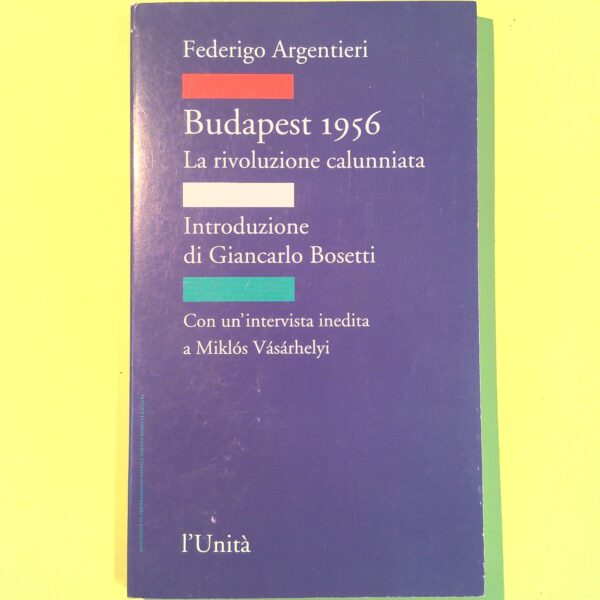 Federigo Argentieri
Budapest 1956
La rivoluzione calunniata
Introduzione
di Giancarlo Bosetti
Con un'intervista inedita
a Miklós Vásárhelyi
l'Unità